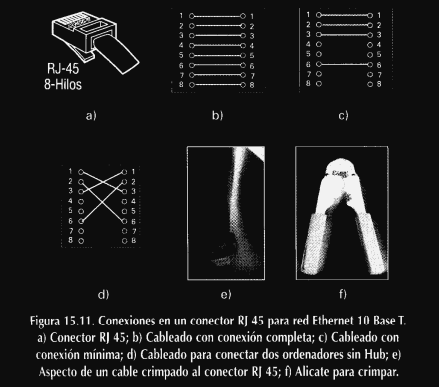 RJ-45
8-Hilos
1 1
2 2
3 3
4 4
5 5
6 6
7 7
8 8
1 1
2 2
3 3
5 5
6 6
7 7
8 8
a)
b)
c)
1 1
2 2
3 3
4 4
5 5
6 6
7 7
8 8
d)
e)
f)
Figura 15.11. Conexiones en un conector RJ 45 para red Ethernet 10 Base T.
a) Conector RJ 45; b) Cableado con conexión completa; c) Cableado con
conexión mínima; d) Cableado para conectar dos ordenadores sin Hub; e)
Aspecto de un cable crimpado al conector RJ 45; f) Alicate para crimpar.